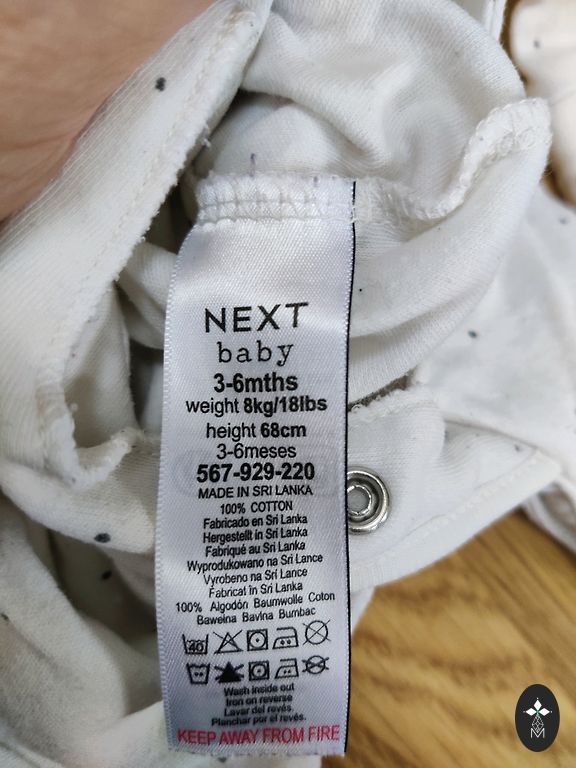 NEXT
baby
3-6mths
weight 8kg/18lbs
height 68cm
3-6meses
567-929-220
MADE IN SRI LANKA
100% COTTON
Fabricado en Sri Lanka
Hergestellt in Sri Lanka
Fabriqué au Sri Lanka
Wyprodukowano na Sri Lance
Vyrobeno na Srí Lance
Fabricat în Sri Lanka
100% Algodón Baumwolle Coton
Baweina Bavlna Bumbac
40
Wash inside out
Iron on reverse
Lavar del revés.
Planchar por el revés.
KEEP AWAY FROM FIRE